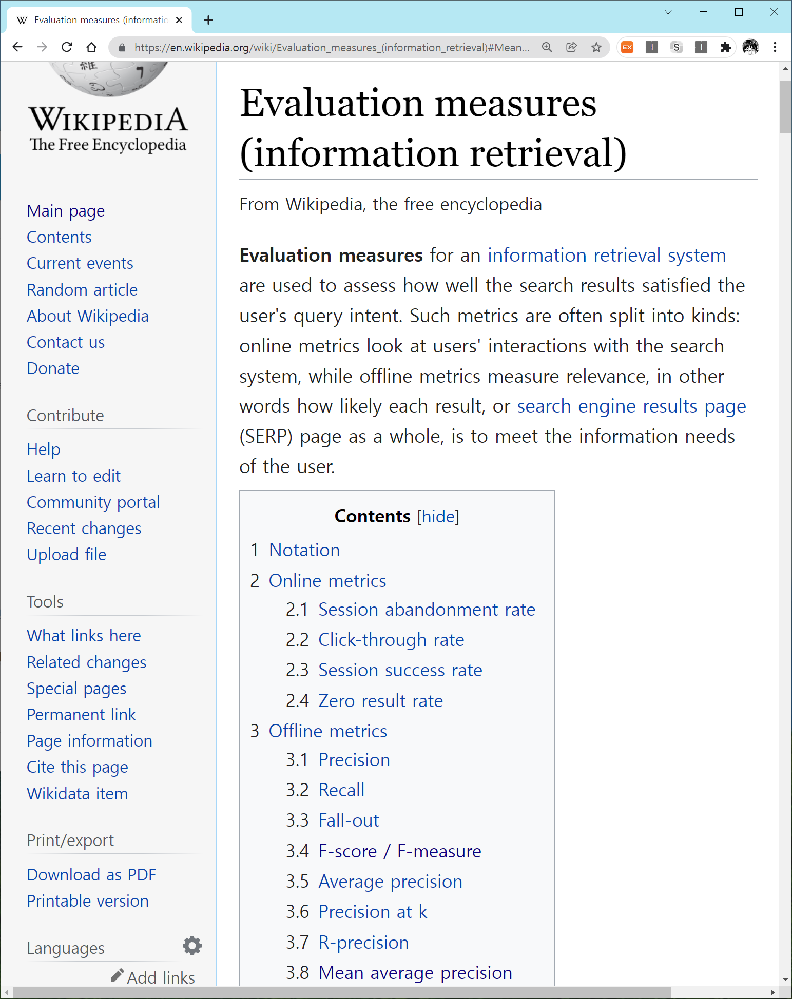 Evaluation measures (informatio
https://en.wikipedia.org/wiki/Evaluation_measures_(information_retrieval)#Mean...
EX
S
維
7
WIKIPEDIA
The Free Encyclopedia
Main page
Contents
Current events
Random article
About Wikipedia
Contact us
Donate
Contribute
Help
Learn to edit
Community portal
Recent changes
Upload file
Tools
What links here
Related changes
Special pages
Permanent link
Page information
Cite this page
Wikidata item
Print/export
Download as PDF
Printable version
Languages
Add links
Evaluation measures
(information retrieval)
From Wikipedia, the free encyclopedia
Evaluation measures for an information retrieval system
are used to assess how well the search results satisfied the
user's query intent. Such metrics are often split into kinds:
online metrics look at users' interactions with the search
system, while offline metrics measure relevance, in other
words how likely each result, or search engine results page
(SERP) page as a whole, is to meet the information needs
of the user.
Contents [hide]
1 Notation
2 Online metrics
2.1 Session abandonment rate
2.2 Click-through rate
2.3 Session success rate
2.4 Zero result rate
3 Offline metrics
3.1 Precision
3.2 Recall
3.3 Fall-out
3.4 F-score / F-measure
3.5 Average precision
3.6 Precision at k
3.7 R-precision
3.8 Mean average precision